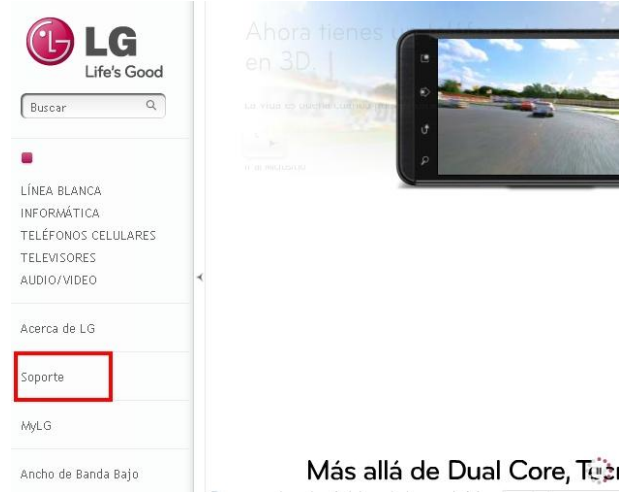 LG
Life's Good
Buscar
LÍNEA BLANCA
INFORMÁTICA
TELÉFONOS CELULARES
TELEVISORES
AUDIO/VIDEO
Acerca de LG
Soporte
MyLG
Ancho de Banda Bajo
Ahora tienes
en 3D.
Más allá de Dual Core,